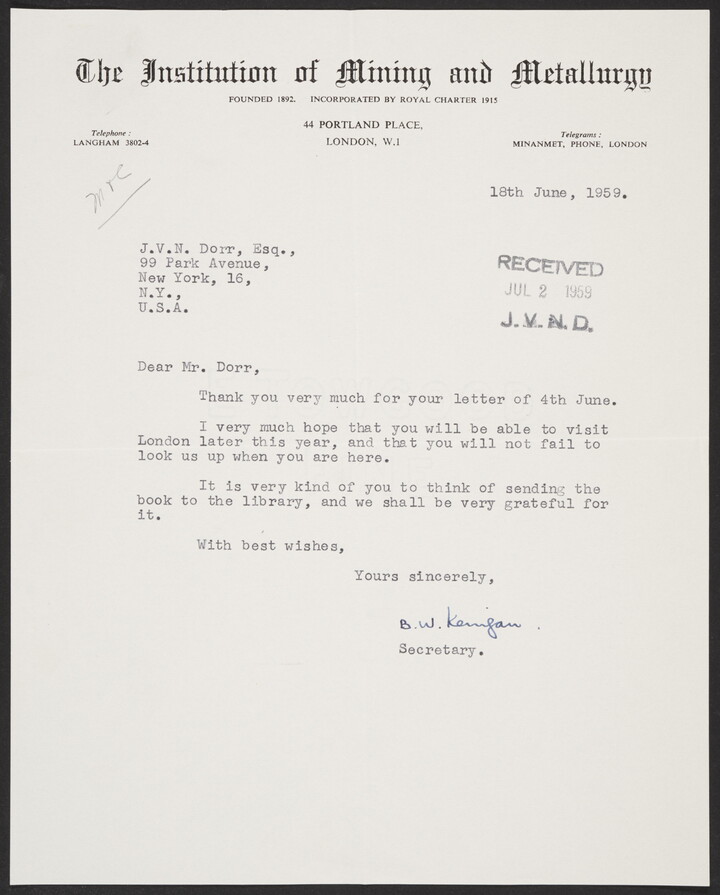 The Institution of Mining and Metallurgy
FOUNDED 1892. INCORPORATED BY ROYAL CHARTER 1915
44 PORTLAND PLACE,
LONDON, W.1
Telephone :
LANGHAM 3802-4
Telegrams :
MINANMET, PHONE, LONDON
18th June, 1959.
J.V.N. Dorr, Esq.,
99 Park Avenue,
New York, 16,
N.Y.,
U.S.A.
RECEIVED
JUL 2 1959
J.V.N.D.
Dear Mr. Dorr,
Thank you very much for your letter of 4th June.
I very much hope that you will be able to visit
London later this year, and that you will not fail to
look us up when you are here.
It is very kind of you to think of sending the
book to the library, and we shall be very grateful for
it.
With best wishes,
Yours sincerely,
B.W. Kerrigan.
Secretary.